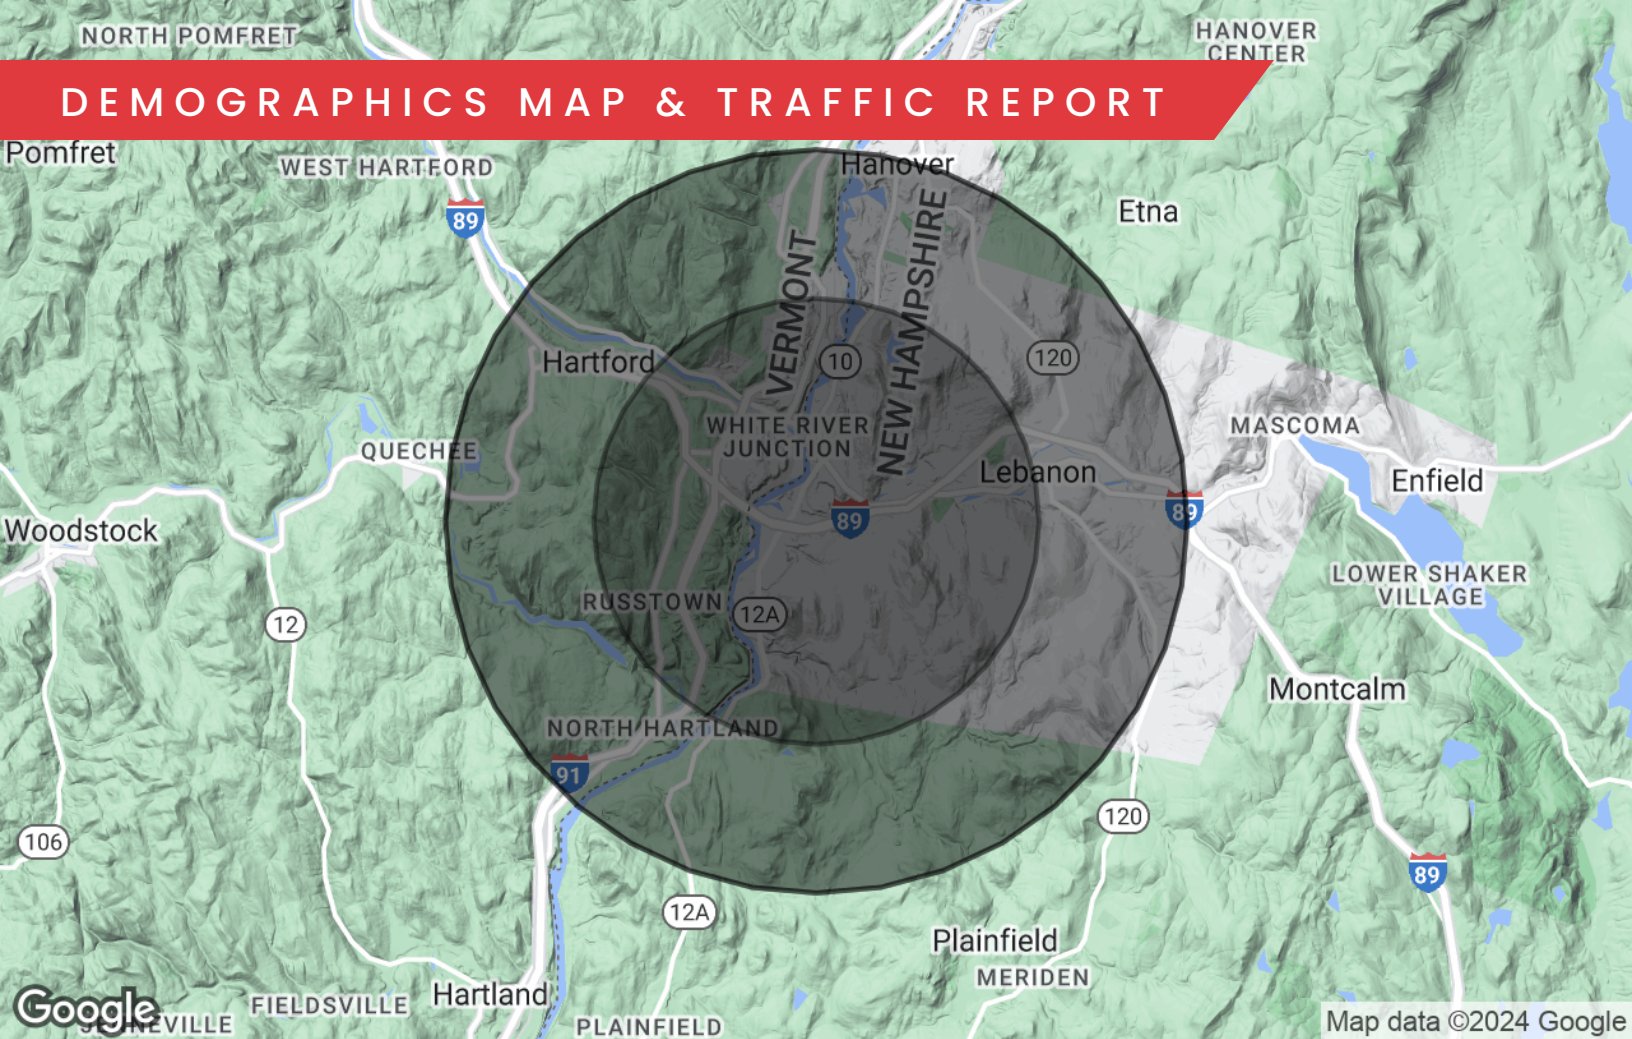 NORTH POMFRET
HANOVER
CENTER
DEMOGRAPHICS MAP & TRAFFIC REPORT
Pomfret
WEST HARTFORD
Hanover
89
Etna
VERMONT
NEW HAMPSHIRE
Hartford
10
120
WHITE RIVER
JUNCTION
MASCOMA
QUECHEE
Lebanon
Enfield
Woodstock
89
89
LOWER SHAKER
VILLAGE
RUSSTOWN
12A
12
Montcalm
NORTH HARTLAND
91
120
106
89
12A
Plainfield
MERIDEN
Hartland
FIELDSVILLE
Google
JENNEVILLE
PLAINFIELD
Map data ©2024 Google